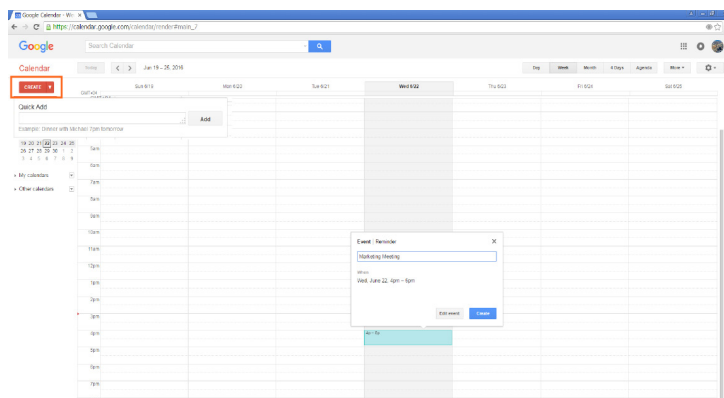 Google Calendar - We
https://calendar.google.com/calendar/render#main_7
Google
Search Calendar
Calendar
Today
Jun 19 – 25, 2016
Day
Week
Month
4 Days
Agenda
More
CREATE
Sun 6/19
Mon 6/20
Tue 6/21
Wed 6/22
Thu 6/23
Fri 6/24
Sat 6/25
Quick Add
Add
Example: Dinner with Michael 7pm tomorrow
19 20 21 22 23 24 25
26 27 28 29 30 1 2
3 4 5 6 7 8 9
My calendars
Other calendars
5am
6am
7am
8am
9am
10am
11am
12pm
1pm
2pm
3pm
4pm
5pm
6pm
7pm
Event | Reminder
Marketing Meeting
When
Wed, June 22, 4pm – 5pm
Edit event
Create
4p – 5p